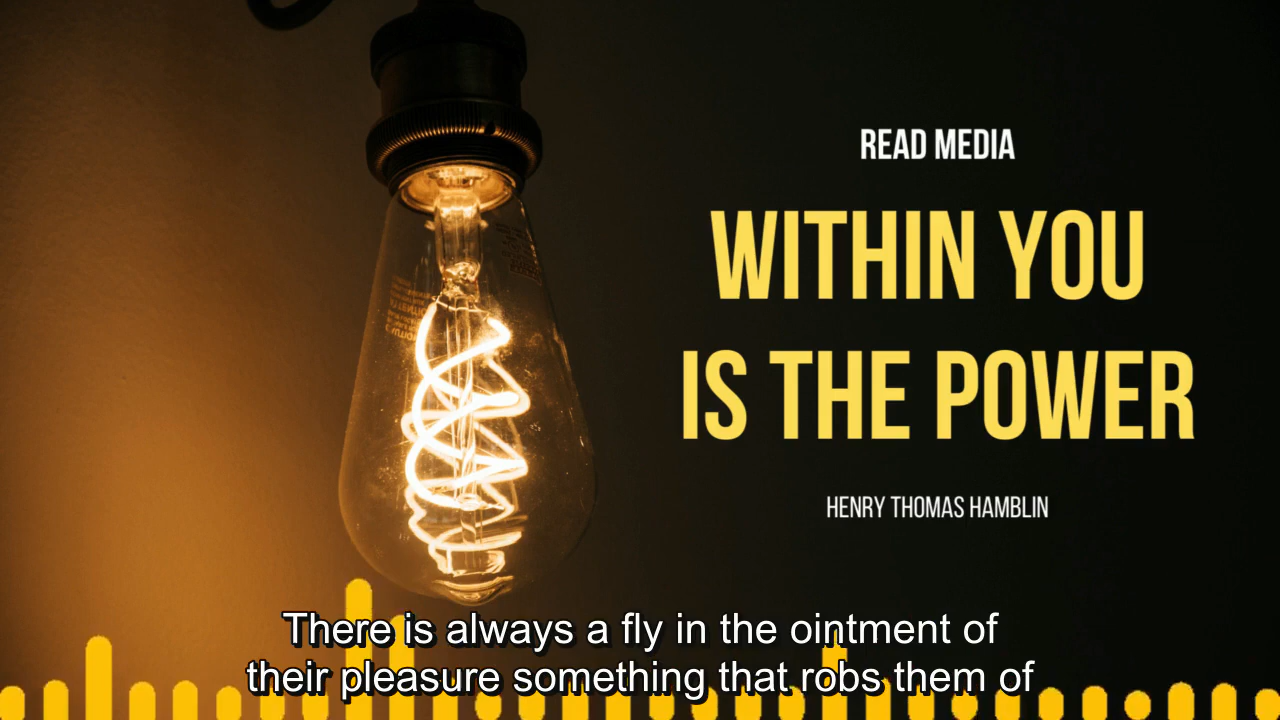 READ MEDIA
WITHIN YOU
IS THE POWER
HENRY THOMAS HAMBLIN
There is always a fly in the ointment of
their pleasure something that robs them of